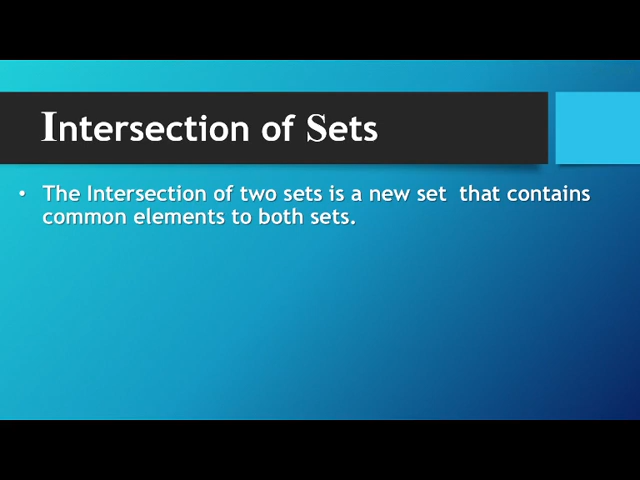 Intersection of Sets
• The Intersection of two sets is a new set  that contains
common elements to both sets.